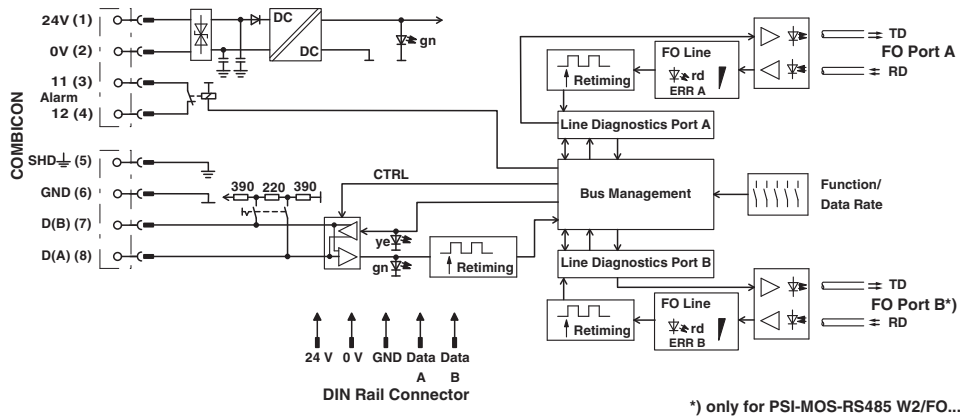 COMBICON
24V (1)
0V (2)
11 (3)
Alarm
12 (4)
SHD (5)
GND (6)
D(B) (7)
D(A) (8)
DC
DC
gn
390 220 390
CTRL
ye
gn
Retiming
24 V 0 V GND Data A Data B
DIN Rail Connector
Retiming
FO Line
rd
ERR A
TD
FO Port A
RD
Line Diagnostics Port A
Bus Management
Function/
Data Rate
Line Diagnostics Port B
Retiming
FO Line
rd
ERR B
TD
FO Port B*)
RD
*) only for PSI-MOS-RS485 W2/FO...